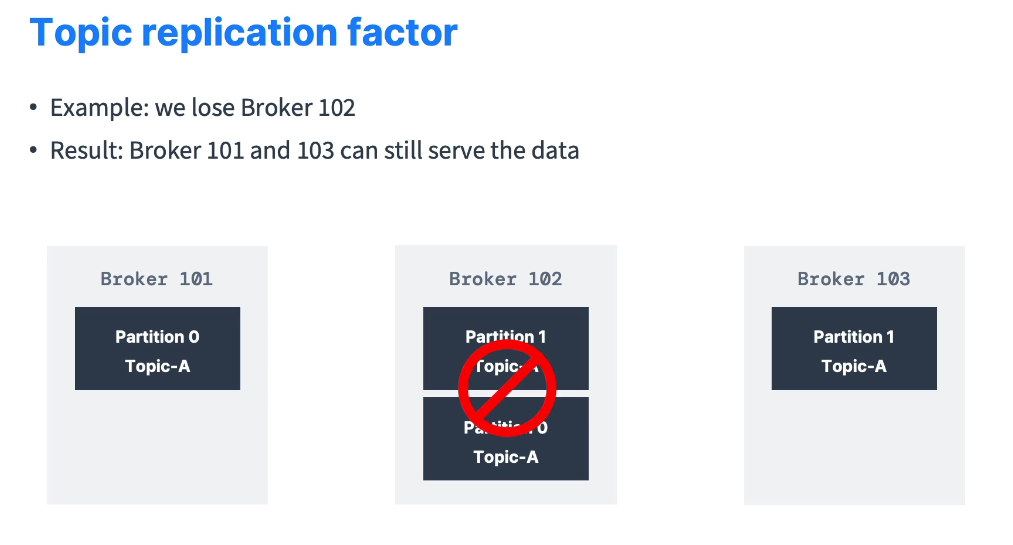 Topic replication factor
• Example: we lose Broker 102
• Result: Broker 101 and 103 can still serve the data
Broker 101
Partition 0
Topic-A
Broker 102
Partition 1
Topic-A
Partition 0
Topic-A
Broker 103
Partition 1
Topic-A